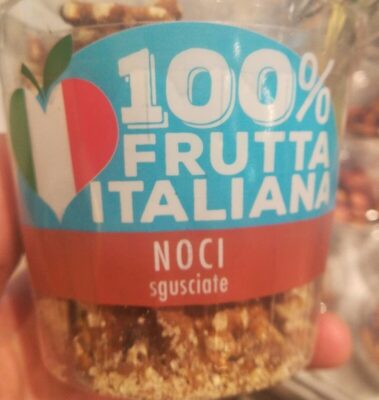 100%
FRUTTA
ITALIANA
NOCI
sgusciate